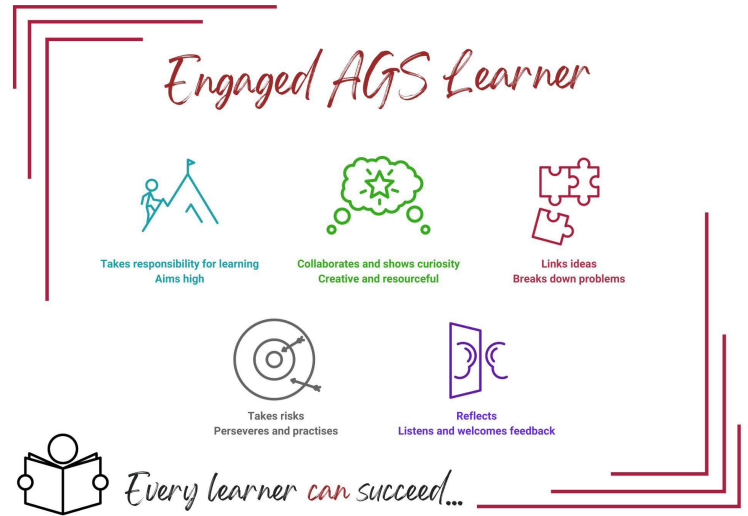 Engaged AGS Learner
Takes responsibility for learning
Aims high
Collaborates and shows curiosity
Creative and resourceful
Links ideas
Breaks down problems
Takes risks
Perseveres and practises
Reflects
Listens and welcomes feedback
Every learner can succeed...